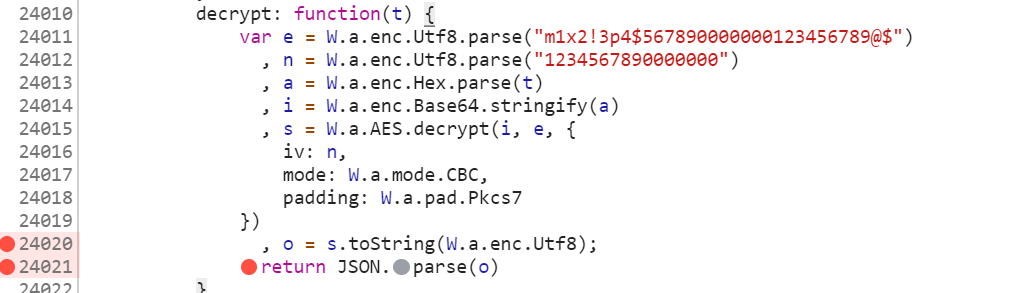 24010 decrypt: function(t) {
24011 var e = W.a.enc.Utf8.parse("m1x2!3p4$567890000000123456789@$")
24012 , n = W.a.enc.Utf8.parse("1234567890000000")
24013 , a = W.a.enc.Hex.parse(t)
24014 , i = W.a.enc.Base64.stringify(a)
24015 , s = W.a.AES.decrypt(i, e, {
24016 iv: n,
24017 mode: W.a.mode.CBC,
24018 padding: W.a.pad.Pkcs7
24019 })
24020 , o = s.toString(W.a.enc.Utf8);
24021 return JSON.parse(o)
24022 }